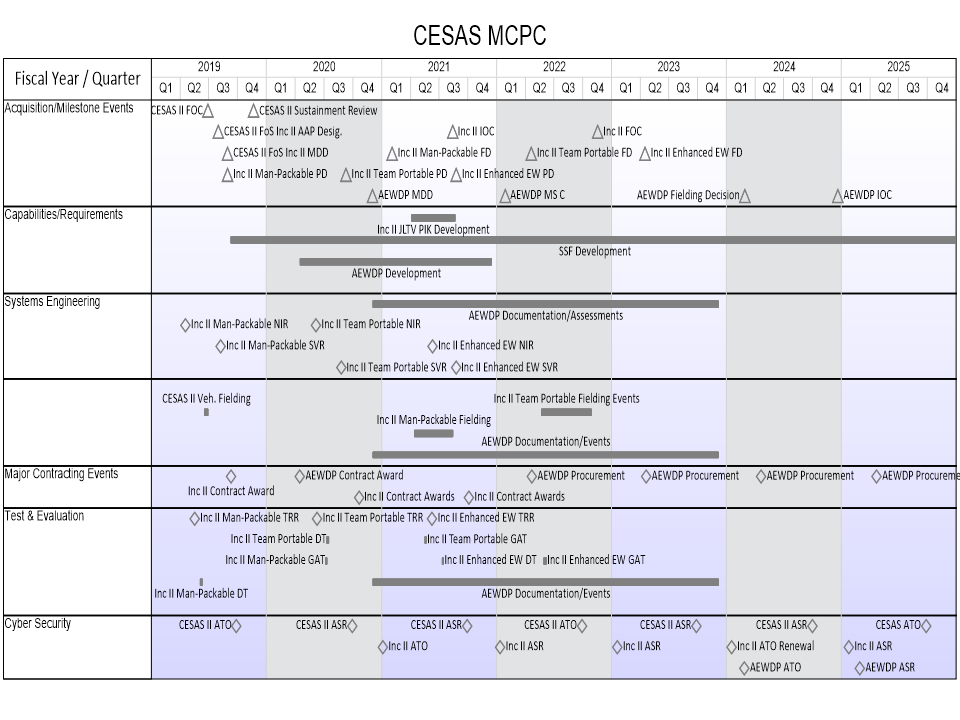 CESAS MCPC
Fiscal Year / Quarter
2019 2020 2021 2022 2023 2024 2025
Q1 Q2 Q3 Q4 Q1 Q2 Q3 Q4 Q1 Q2 Q3 Q4 Q1 Q2 Q3 Q4 Q1 Q2 Q3 Q4 Q1 Q2 Q3 Q4 Q1 Q2 Q3 Q4
Acquisition/Milestone Events
CESAS II FOC CESAS II Sustainment Review
CESAS II FoS Inc II AAP Desig. Inc II IOC Inc II FOC
CESAS II FoS Inc II MDD Inc II Man-Packable FD Inc II Team Portable FD Inc II Enhanced EW FD
Inc II Man-Packable PD Inc II Team Portable PD Inc II Enhanced EW PD
AEWDP MDD AEWDP MS C AEWDP Fielding Decision AEWDP IOC
Capabilities/Requirements
Inc II JLTV PIK Development
SSF Development
AEWDP Development
Systems Engineering
AEWDP Documentation/Assessments
Inc II Man-Packable NIR Inc II Team Portable NIR
Inc II Man-Packable SVR Inc II Enhanced EW NIR
Inc II Team Portable SVR Inc II Enhanced EW SVR
CESAS II Veh. Fielding Inc II Team Portable Fielding Events
Inc II Man-Packable Fielding
AEWDP Documentation/Events
Major Contracting Events
AEWDP Contract Award AEWDP Procurement AEWDP Procurement AEWDP Procurement AEWDP Procureme
Inc II Contract Award
Inc II Contract Awards Inc II Contract Awards
Test & Evaluation
Inc II Man-Packable TRR Inc II Team Portable TRR Inc II Enhanced EW TRR
Inc II Team Portable DT Inc II Team Portable GAT
Inc II Man-Packable GAT Inc II Enhanced EW DT Inc II Enhanced EW GAT
Inc II Man-Packable DT AEWDP Documentation/Events
Cyber Security
CESAS II ATO CESAS II ASR CESAS II ASR CESAS II ATO CESAS II ASR CESAS II ASR CESAS ATO
Inc II ATO Inc II ASR Inc II ASR Inc II ATO Renewal Inc II ASR
AEWDP ATO AEWDP ASR